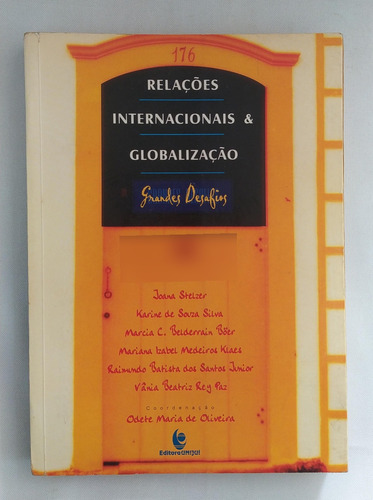 176
RELAÇÕES
INTERNACIONAIS &
GLOBALIZAÇÃO
Grandes Desafios
Joana Stelzer
Karine de Souza Silva
Marcia C. Belderrain Böer
Mariana Izabel Medeiros Klaes
Raimundo Batista dos Santos Junior
Vânia Beatriz Rey Paz
Coordenação
Odete Maria de Oliveira
Editora UNIJUÍ